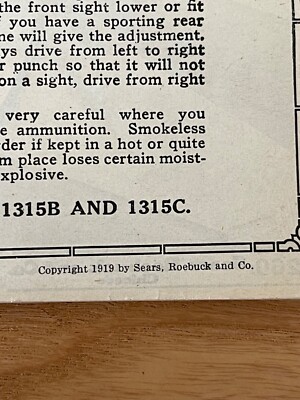 the front sight lower or fit
f you have a sporting rear
ne will give the adjustment.
ys drive from left to right
r punch so that it will not
on a sight, drive from right
very careful where you
e ammunition. Smokeless
rder if kept in a hot or quite
m place loses certain moist-
xplosive.
1315B AND 1315C.
Copyright 1919 by Sears, Roebuck and Co.